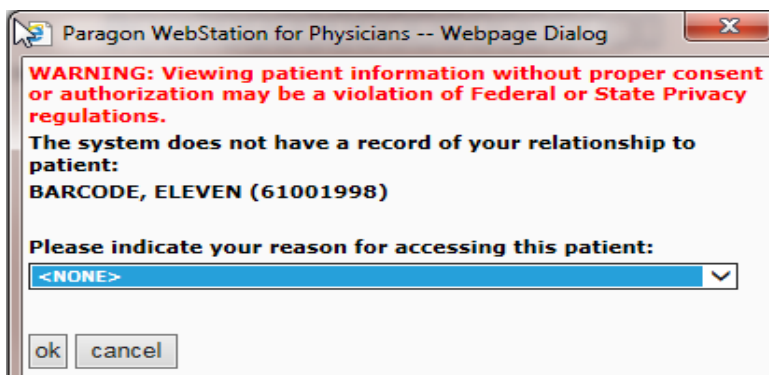 Paragon WebStation for Physicians -- Webpage Dialog
WARNING: Viewing patient information without proper consent
or authorization may be a violation of Federal or State Privacy
regulations.
The system does not have a record of your relationship to
patient:
BARCODE, ELEVEN (61001998)
Please indicate your reason for accessing this patient:
<NONE>
ok cancel